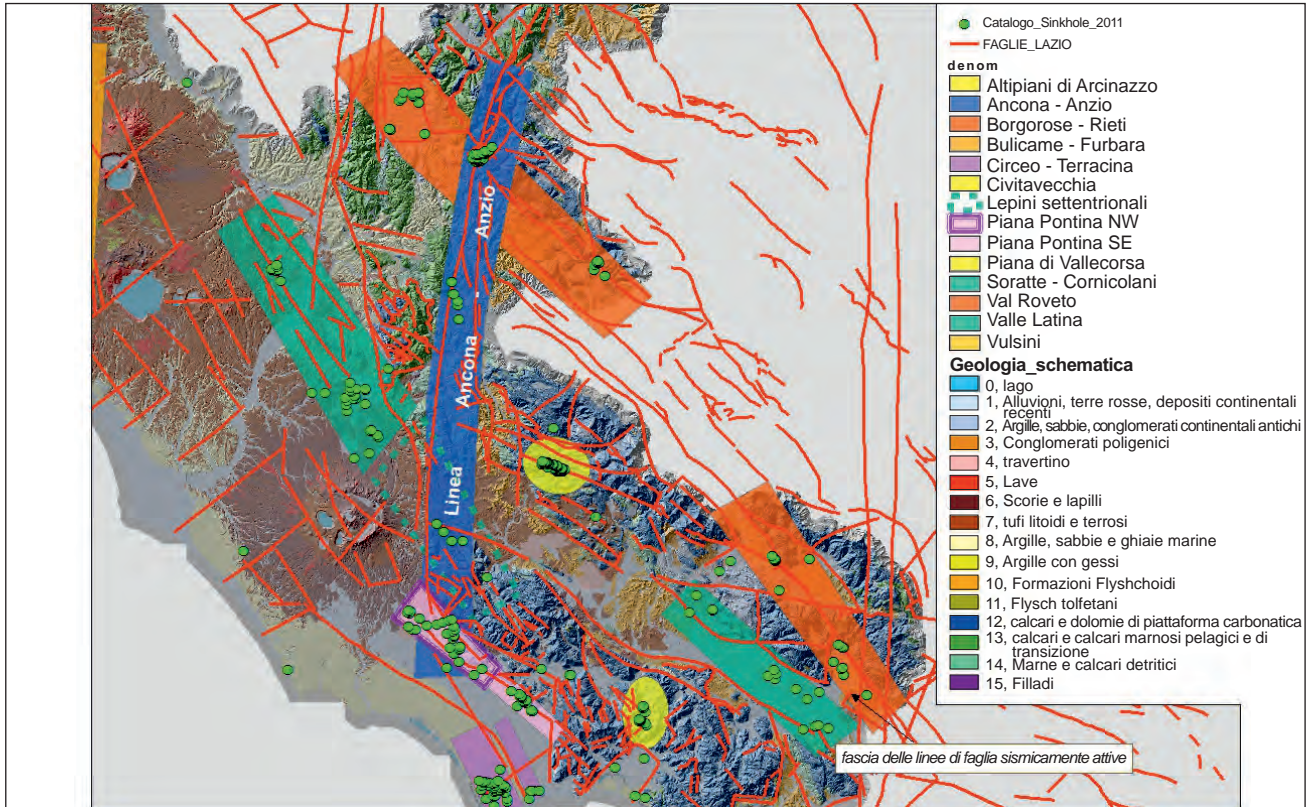 Catalogo_Sinkhole_2011
FAGLIE_LAZIO
denom
Altipiani di Arcinazzo
Ancona - Anzio
Borgorose - Rieti
Bulicame - Furbara
Circeo - Terracina
Civitavecchia
Lepini settentrionali
Piana Pontina NW
Piana Pontina SE
Piana di Vallecorsa
Soratte - Cornicolani
Val Roveto
Valle Latina
Vulsini
Geologia_schematica
0, lago
1, Alluvioni, terre rosse, depositi continentali
recenti
2, Argille, sabbie, conglomerati continentali antichi
3, Conglomerati poligenici
4, travertino
5, Lave
6, Scorie e lapilli
7, tufi litoidi e terrosi
8, Argille, sabbie e ghiaie marine
9, Argille con gessi
10, Formazioni Flyshchoidi
11, Flysch tolfetani
12, calcari e dolomie di piattaforma carbonatica
13, calcari e calcari marnosi pelagici e di
transizione
14, Marne e calcari detritici
15, Filladi
Linea Ancona - Anzio
fascia delle linee di faglia sismicamente attive